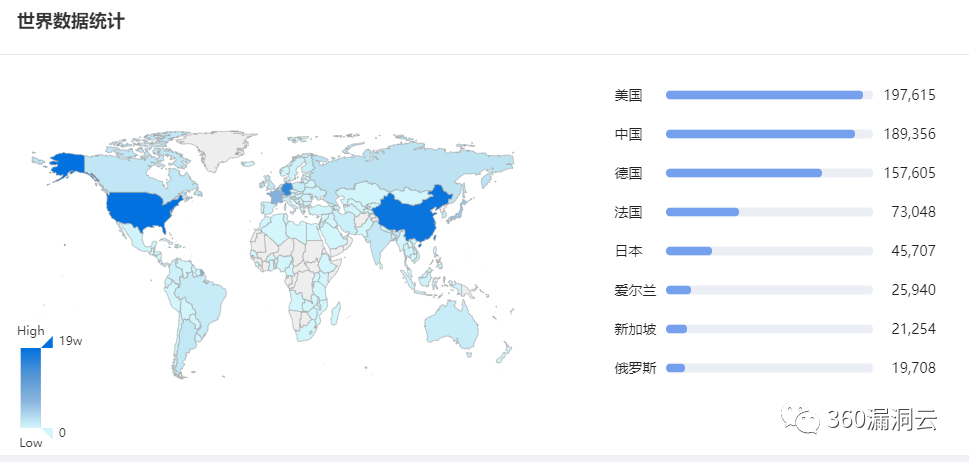 世界数据统计
美国 197,615
中国 189,356
德国 157,605
法国 73,048
日本 45,707
爱尔兰 25,940
新加坡 21,254
俄罗斯 19,708
High
19w
0
Low
360漏洞云